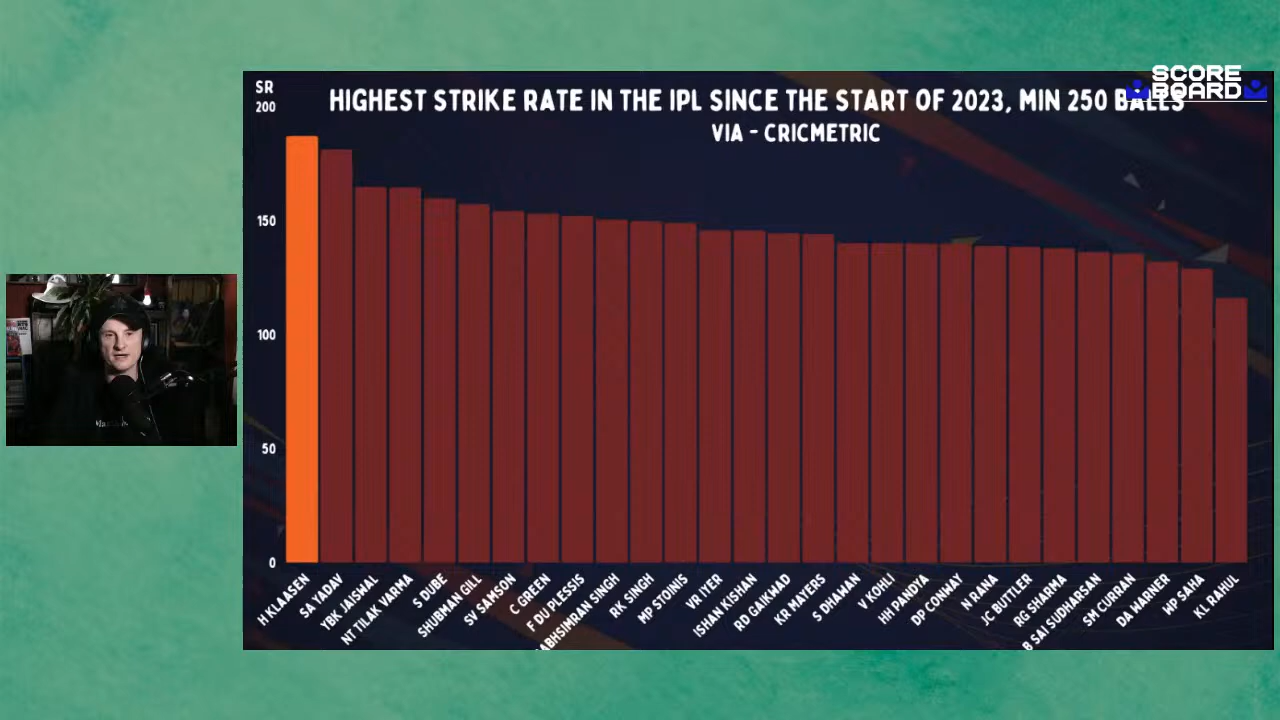 SR
200
HIGHEST STRIKE RATE IN THE IPL SINCE THE START OF 2023, MIN 250 BALLS
VIA - CRICMETRIC
SCORE
BOARD
150
100
50
0
H KLAASEN
SA YADAV
YBK JAISWAL
NT TILAK VARMA
S DUBE
SHUBMAN GILL
SV SAMSON
C GREEN
F DU PLESSIS
ABHSIMRAN SINGH
RK SINGH
MP STOINIS
VR IYER
ISHAN KISHAN
RD GAIKWAD
KR MAYERS
S DHAWAN
V KOHLI
HH PANDYA
DP CONWAY
N RANA
JC BUTTLER
RG SHARMA
B SAI SUDHARSAN
SM CURRAN
DA WARNER
WP SAHA
KL RAHUL